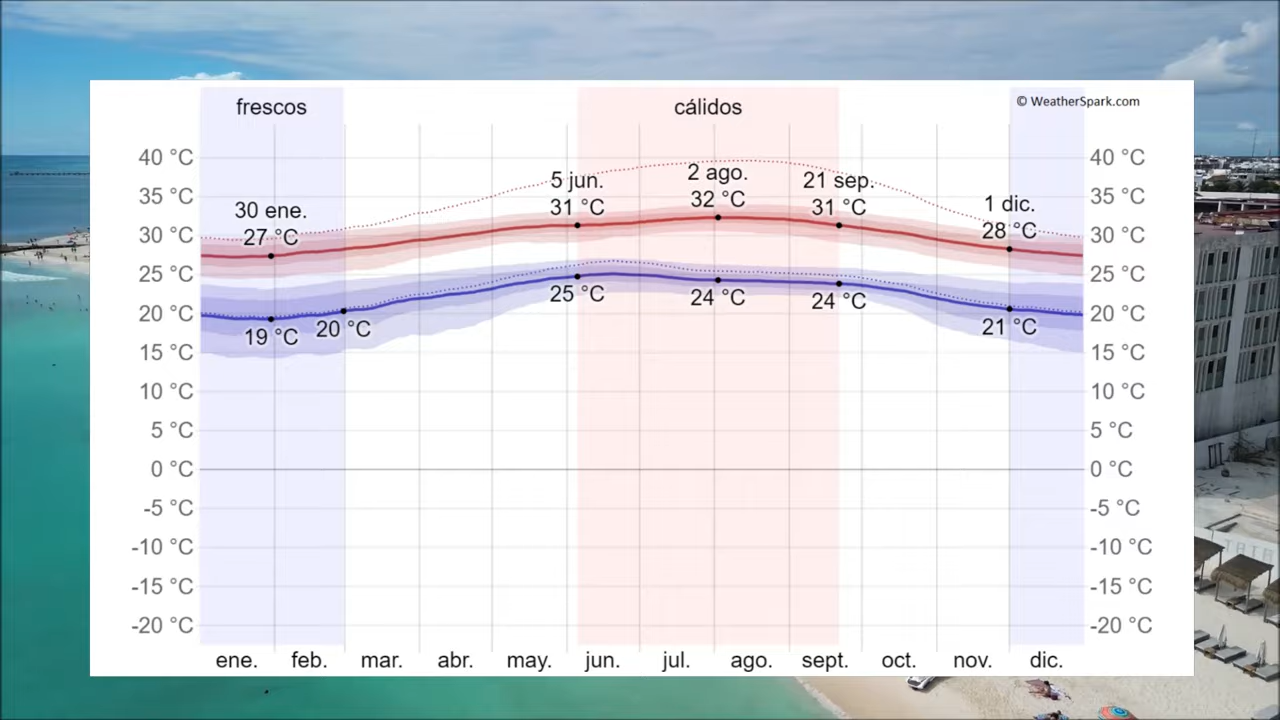 frescos
cálidos
© WeatherSpark.com
40 °C
40 °C
2 ago.
5 jun.
21 sep.
35 °C
32 °C
35 °C
31 °C
31 °C
1 dic.
30 ene.
28 °C
30 °C
27 °C
30 °C
25 °C
25 °C
25 °C
24 °C
24 °C
20 °C
20 °C
19 °C
20 °C
21 °C
15 °C
15 °C
10 °C
10 °C
5 °C
5 °C
0 °C
0 °C
-5 °C
-5 °C
-10 °C
-10 °C
-15 °C
-15 °C
-20 °C
-20 °C
ene. feb. mar. abr. may. jun. jul. ago. sept. oct. nov. dic.